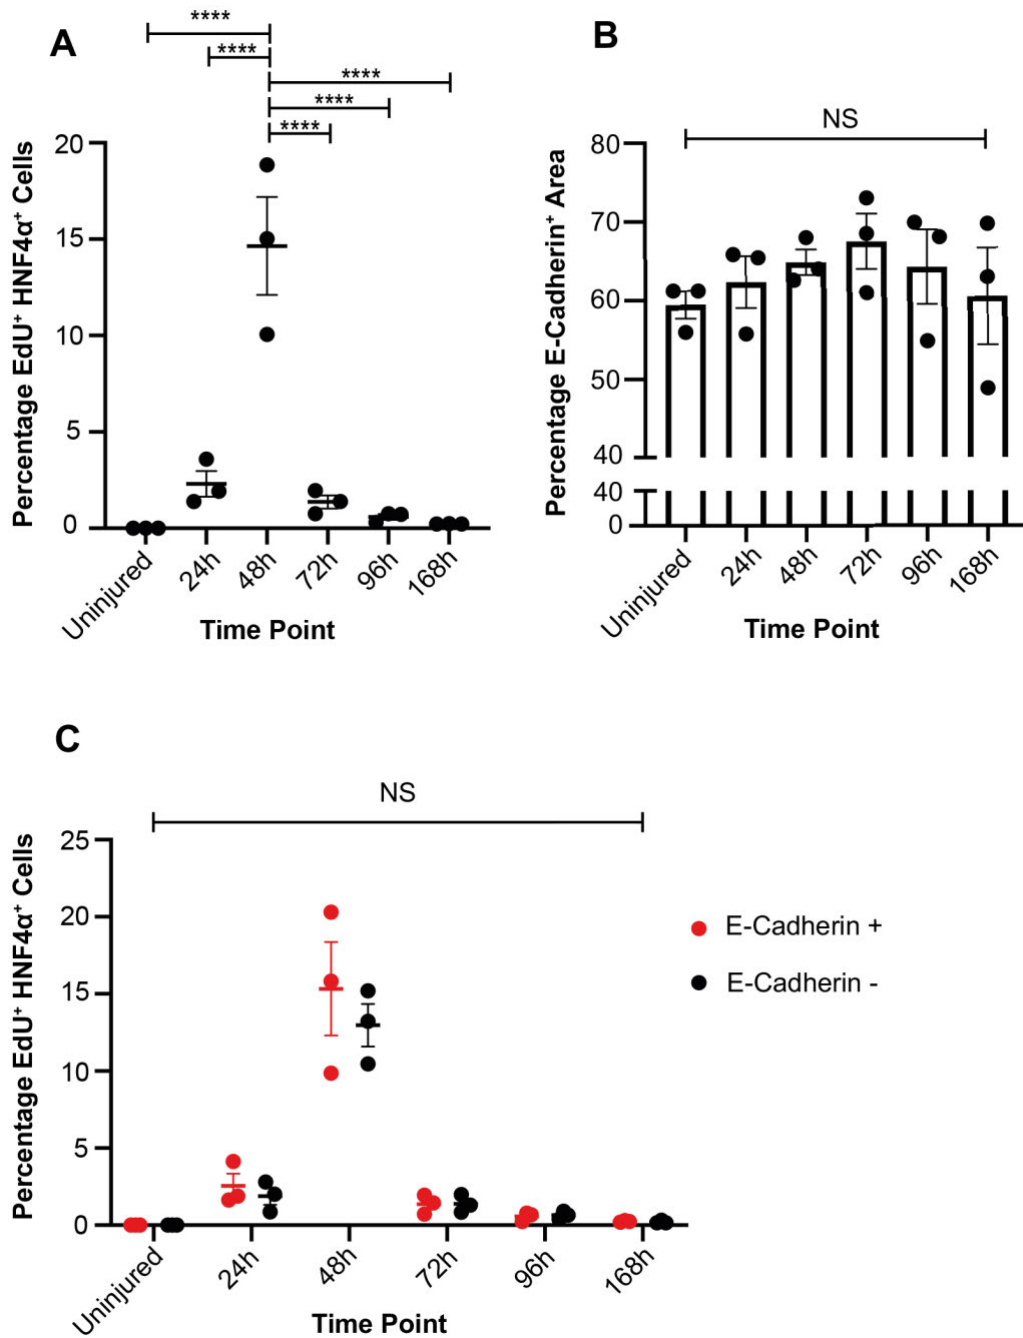 A
****
****
****
****
****
Percentage EdU⁺ HNF4α⁺ Cells
20
15
10
5
0
Uninjured
24h
48h
72h
96h
168h
Time Point
B
NS
Percentage E-Cadherin⁺ Area
80
70
60
50
40
40
0
Uninjured
24h
48h
72h
96h
168h
Time Point
C
NS
Percentage EdU⁺ HNF4α⁺ Cells
25
20
15
10
5
0
Uninjured
24h
48h
72h
96h
168h
Time Point
E-Cadherin +
E-Cadherin -